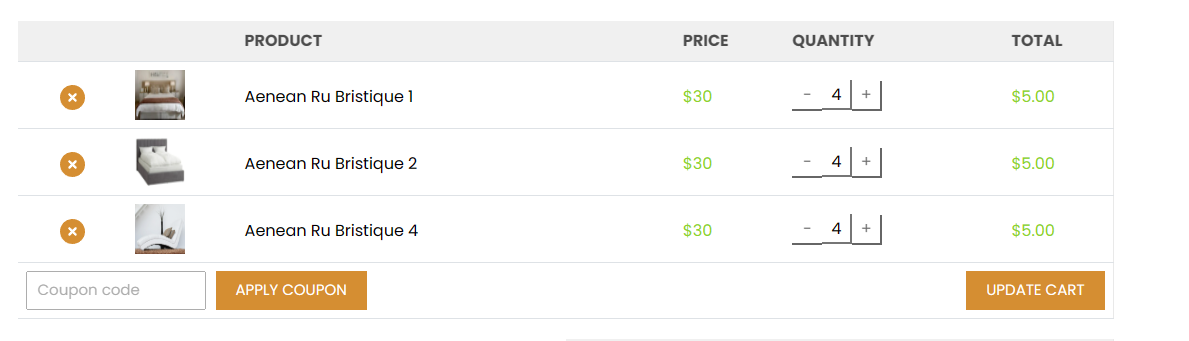 PRODUCT PRICE QUANTITY TOTAL
Aenean Ru Bristique 1 $30 - 4 + $5.00
Aenean Ru Bristique 2 $30 - 4 + $5.00
Aenean Ru Bristique 4 $30 - 4 + $5.00
Coupon code APPLY COUPON UPDATE CART